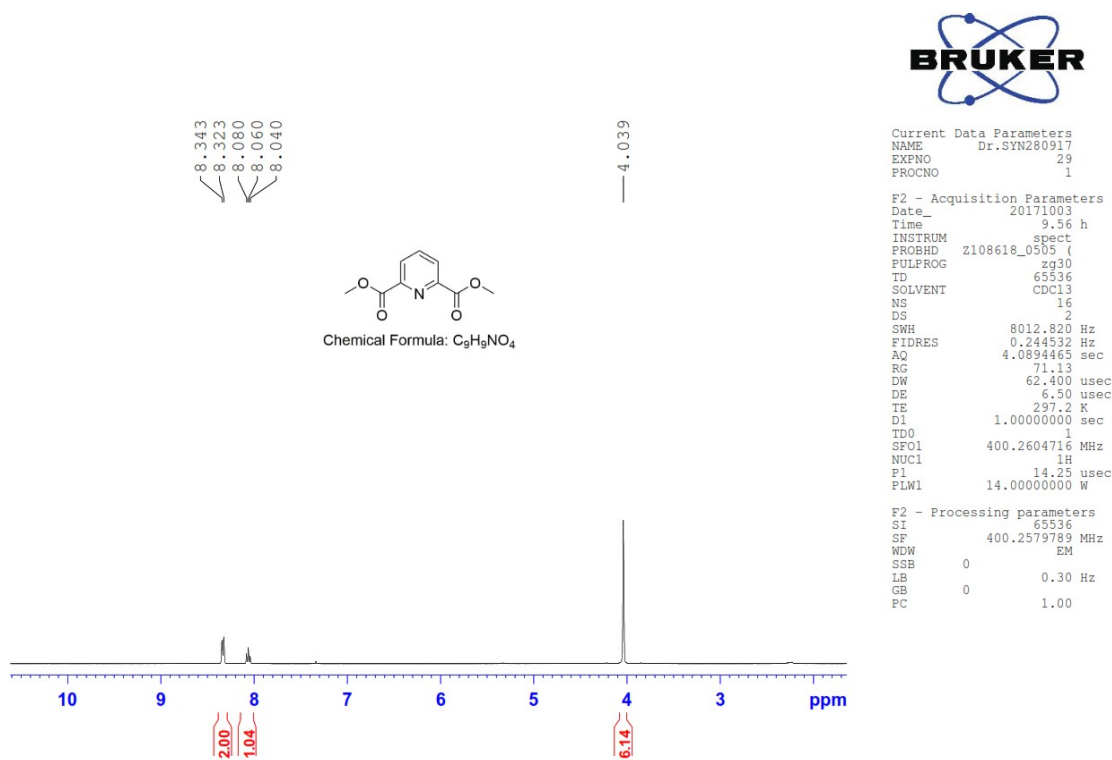 BRUKER
8.343
8.323
8.080
8.060
8.040
4.039
O
O
N
O
O
Chemical Formula: C₉H₉NO₄
Current Data Parameters
NAME Dr.SYN280917
EXPNO 29
PROCNO 1
F2 - Acquisition Parameters
Date_ 20171003
Time 9.56 h
INSTRUM spect
PROBHD Z108618_0505 (
PULPROG zg30
TD 65536
SOLVENT CDCl3
NS 16
DS 2
SWH 8012.820 Hz
FIDRES 0.244532 Hz
AQ 4.0894465 sec
RG 71.13
DW 62.400 usec
DE 6.50 usec
TE 297.2 K
D1 1.00000000 sec
TD0 1
SFO1 400.2604716 MHz
NUC1 1H
P1 14.25 usec
PLW1 14.00000000 W
F2 - Processing parameters
SI 65536
SF 400.2579789 MHz
WDW EM
SSB 0
LB 0.30 Hz
GB 0
PC 1.00
10 9 8 7 6 5 4 3 ppm
2.00
1.04
6.14